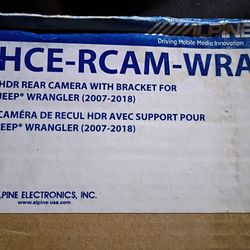 ALPINE
Driving Mobile Media Innovation
HCE-RCAM-WRA
HDR REAR CAMERA WITH BRACKET FOR
JEEP® WRANGLER (2007-2018)
CAMÉRA DE RECUL HDR AVEC SUPPORT POUR
JEEP® WRANGLER (2007-2018)
ALPINE ELECTRONICS, INC.
www.alpine-usa.com